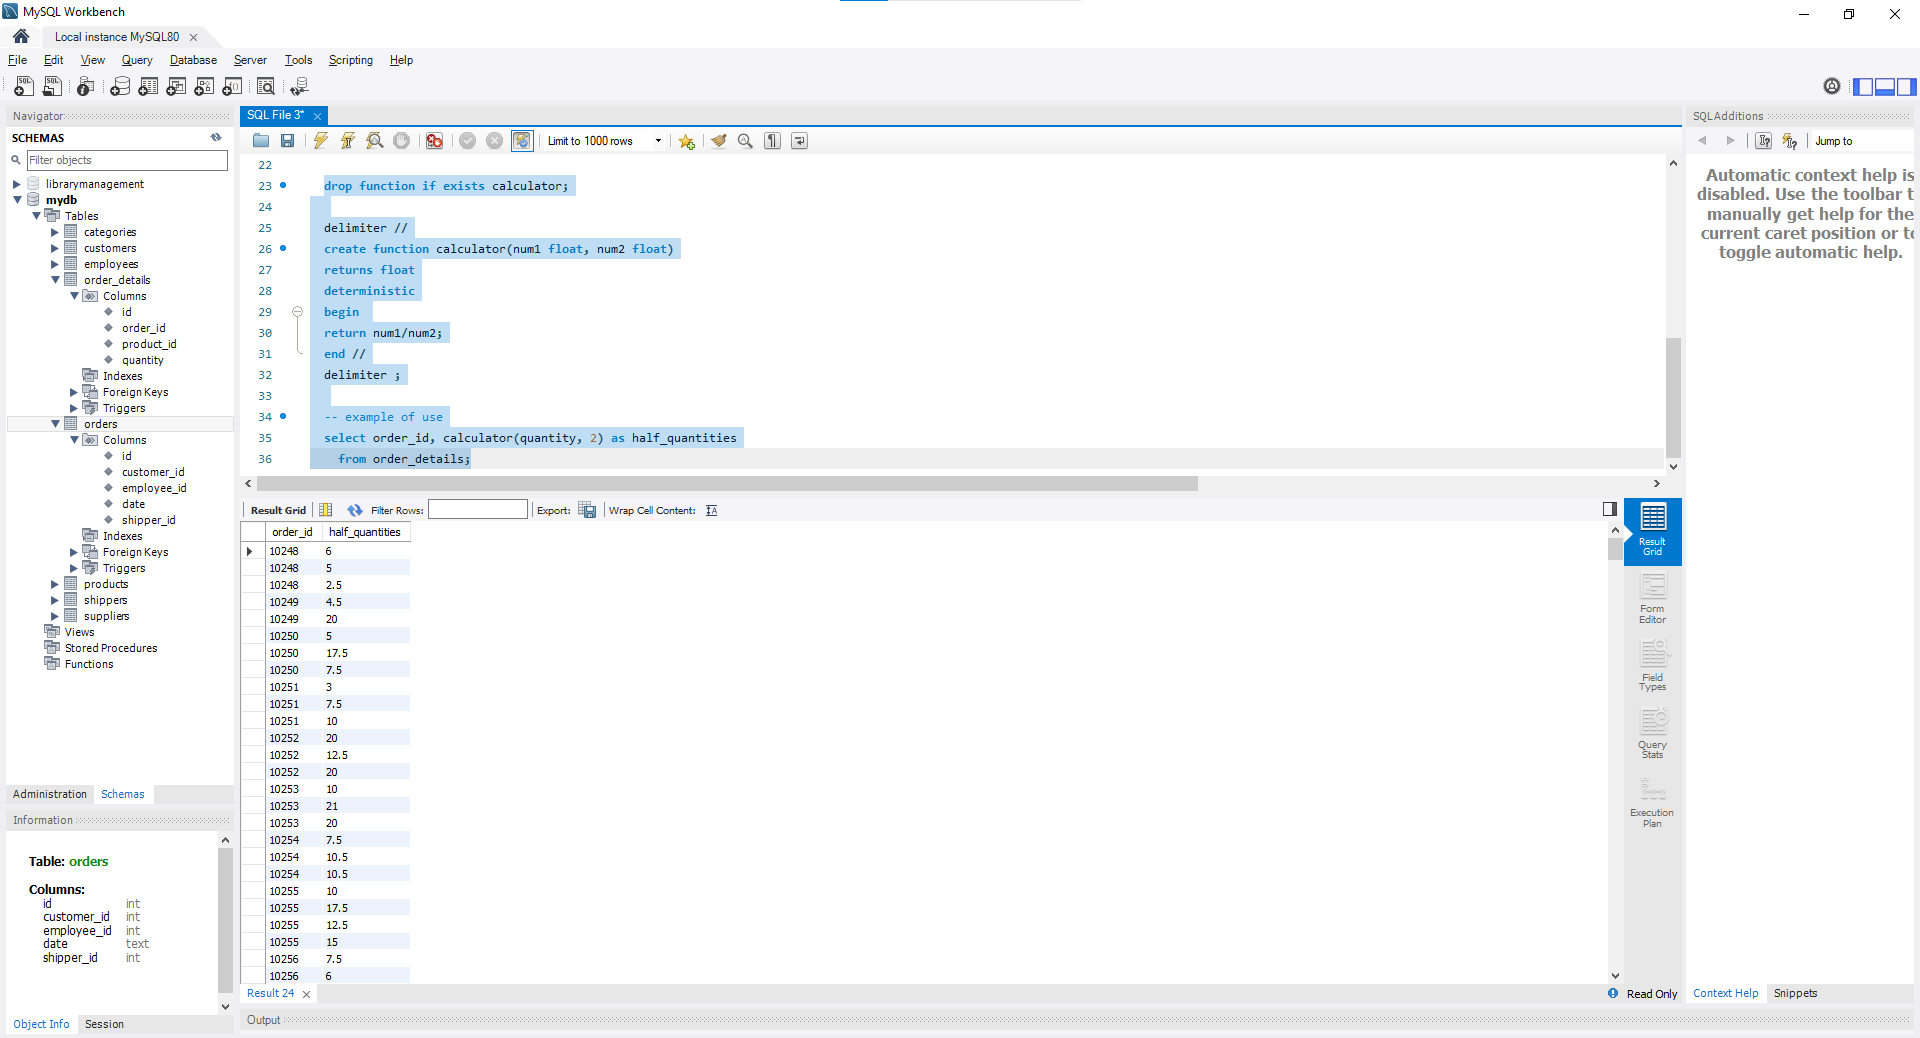 MySQL Workbench
Local instance MySQL80
File Edit View Query Database Server Tools Scripting Help
Navigator
SCHEMAS
Filter objects
librarymanagement
mydb
Tables
categories
customers
employees
order_details
Columns
id
order_id
product_id
quantity
Indexes
Foreign Keys
Triggers
orders
Columns
id
customer_id
employee_id
date
shipper_id
Indexes
Foreign Keys
Triggers
products
shippers
suppliers
Views
Stored Procedures
Functions
Administration Schemas
Information
Table: orders
Columns:
id int
customer_id int
employee_id int
date text
shipper_id int
Object Info Session
SQL File 3*
Limit to 1000 rows
22
23 drop function if exists calculator;
24
25 delimiter //
26 create function calculator(num1 float, num2 float)
27 returns float
28 deterministic
29 begin
30 return num1/num2;
31 end //
32 delimiter ;
33
34 -- example of use
35 select order_id, calculator(quantity, 2) as half_quantities
36 from order_details;
Result Grid Filter Rows: Export: Wrap Cell Content:
order_id half_quantities
10248 6
10248 5
10248 2.5
10249 4.5
10249 20
10250 5
10250 17.5
10250 7.5
10251 3
10251 7.5
10251 10
10252 20
10252 12.5
10252 20
10253 10
10253 21
10253 20
10254 7.5
10254 10.5
10254 10.5
10255 10
10255 17.5
10255 12.5
10255 15
10256 7.5
10256 6
Result 24
Read Only
Output
Result
Grid
Form
Editor
Field
Types
Query
Stats
Execution
Plan
SQLAdditions
Jump to
Automatic context help is
disabled. Use the toolbar t
manually get help for the
current caret position or to
toggle automatic help.
Context Help Snippets